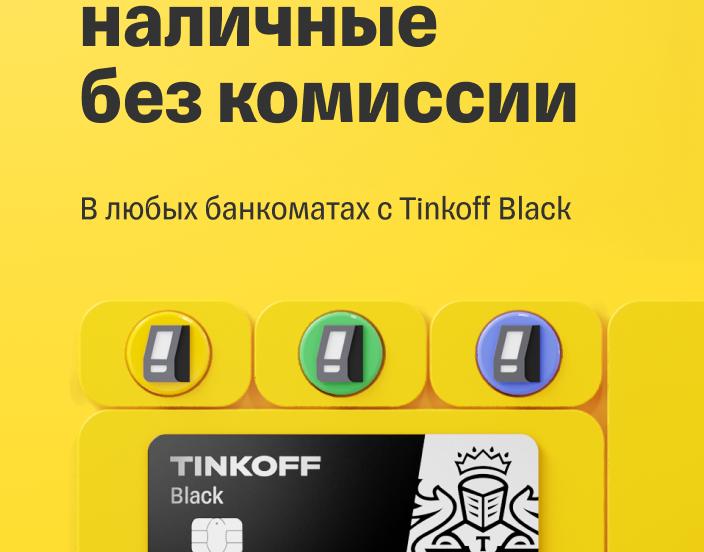 наличные
без комиссии
В любых банкоматах с Tinkoff Black
TINKOFF
Black
T